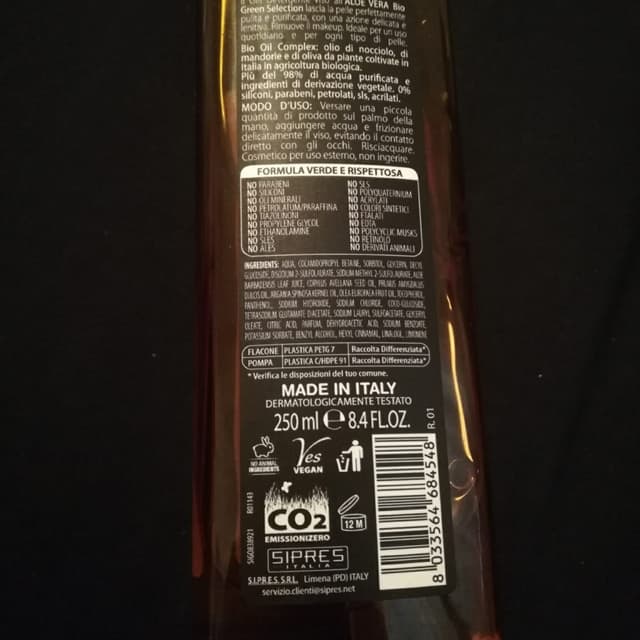 Il Gel Detergente Viso all'ALOE VERA Bio
Green Selection lascia la pelle perfettamente
pulita e purificata, con una azione delicata e
lenitiva. Rimuove il makeup. Ideale per un uso
quotidiano e per ogni tipo di pelle.
Bio Oil Complex: olio di nocciolo, di
mandorle e di oliva da piante coltivate in
Italia in agricoltura biologica.
Più del 98% di acqua purificata e
ingredienti di derivazione vegetale. 0%
siliconi, parabeni, petrolati, sls, acrilati.
MODO D'USO: Versare una piccola
quantità di prodotto sul palmo della
mano, aggiungere acqua e frizionare
delicatamente il viso, evitando il contatto
diretto con gli occhi. Risciacquare.
Cosmetico per uso esterno, non ingerire.
FORMULA VERDE E RISPETTOSA
NO PARABENI
NO SILICONI
NO OLI MINERALI
NO PETROLATUM/PARAFFINA
NO TIAZOLINONI
NO PROPYLENE GLYCOL
NO ETHANOLAMINE
NO SLES
NO ALES
NO SLS
NO POLYQUATERNIUM
NO ACRYLATI
NO COLORI SINTETICI
NO FTALATI
NO EDTA
NO POLYCYCLIC MUSKS
NO RETINOLO
NO DERIVATI ANIMALI
INGREDIENTS: AQUA, COCAMIDOPROPYL BETAINE, SORBITOL, GLYCERIN, DECYL
GLUCOSIDE, DISODIUM 2-SULFOLAURATE, SODIUM METHYL 2-SULFOLAURATE, ALOE
BARBADENSIS LEAF JUICE, CORYLUS AVELLANA SEED OIL, PRUNUS AMYGDALUS
DULCIS OIL, ARGANIA SPINOSA KERNEL OIL, OLEA EUROPAEA FRUIT OIL, TOCOPHEROL,
PANTHENOL, SODIUM HYDROXIDE, SODIUM CHLORIDE, COCO-GLUCOSIDE,
TETRASODIUM GLUTAMATE DIACETATE, SODIUM LAURYL SULFOACETATE, GLYCERYL
OLEATE, CITRIC ACID, PARFUM, DEHYDROACETIC ACID, SODIUM BENZOATE,
POTASSIUM SORBATE, BENZYL ALCOHOL, HEXYL CINNAMAL, LINALOOL, LIMONENE
FLACONE PLASTICA PETG 7 Raccolta Differenziata*
POMPA PLASTICA C/HDPE 91 Raccolta Differenziata*
* Verifica le disposizioni del tuo comune.
MADE IN ITALY
DERMATOLOGICAMENTE TESTATO
250 ml e 8.4 FL.OZ.
R.01
NO ANIMAL
INGREDIENTS
Yes
VEGAN
CO2
EMISSIONIZERO
12 M
SIPRES
ITALIA
S.I.P.R.E.S. S.R.L. Limena (PD) ITALY
servizio.clienti@sipres.net
SIGO838921 R01143
8 033564 684548